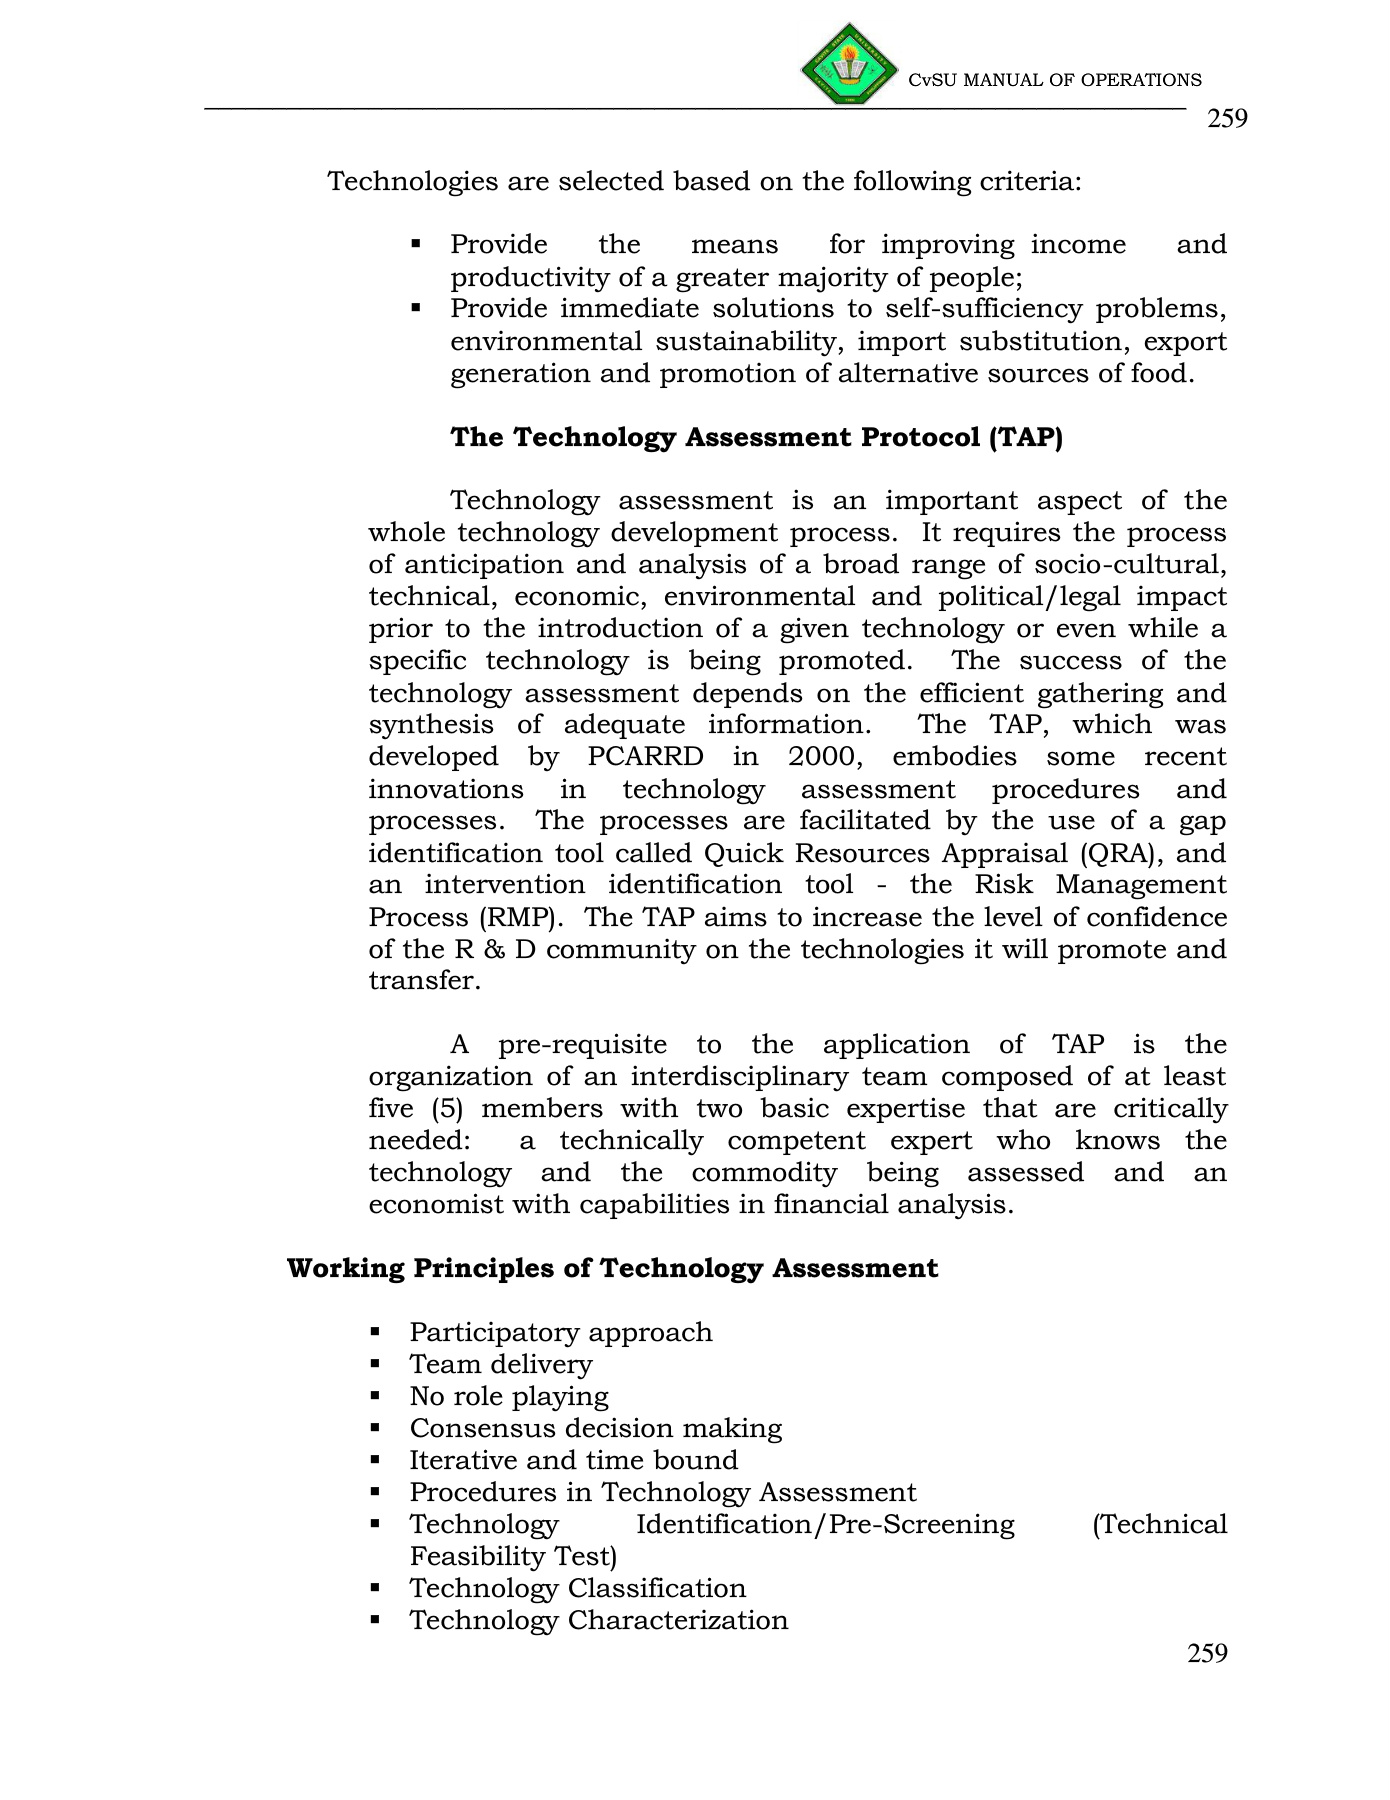 CvSU MANUAL OF OPERATIONS
259
Technologies are selected based on the following criteria:
▪ Provide the means for improving income and
productivity of a greater majority of people;
▪ Provide immediate solutions to self-sufficiency problems,
environmental sustainability, import substitution, export
generation and promotion of alternative sources of food.
The Technology Assessment Protocol (TAP)
Technology assessment is an important aspect of the
whole technology development process. It requires the process
of anticipation and analysis of a broad range of socio-cultural,
technical, economic, environmental and political/legal impact
prior to the introduction of a given technology or even while a
specific technology is being promoted. The success of the
technology assessment depends on the efficient gathering and
synthesis of adequate information. The TAP, which was
developed by PCARRD in 2000, embodies some recent
innovations in technology assessment procedures and
processes. The processes are facilitated by the use of a gap
identification tool called Quick Resources Appraisal (QRA), and
an intervention identification tool - the Risk Management
Process (RMP). The TAP aims to increase the level of confidence
of the R & D community on the technologies it will promote and
transfer.
A pre-requisite to the application of TAP is the
organization of an interdisciplinary team composed of at least
five (5) members with two basic expertise that are critically
needed: a technically competent expert who knows the
technology and the commodity being assessed and an
economist with capabilities in financial analysis.
Working Principles of Technology Assessment
▪ Participatory approach
▪ Team delivery
▪ No role playing
▪ Consensus decision making
▪ Iterative and time bound
▪ Procedures in Technology Assessment
▪ Technology Identification/Pre-Screening (Technical
Feasibility Test)
▪ Technology Classification
▪ Technology Characterization
259